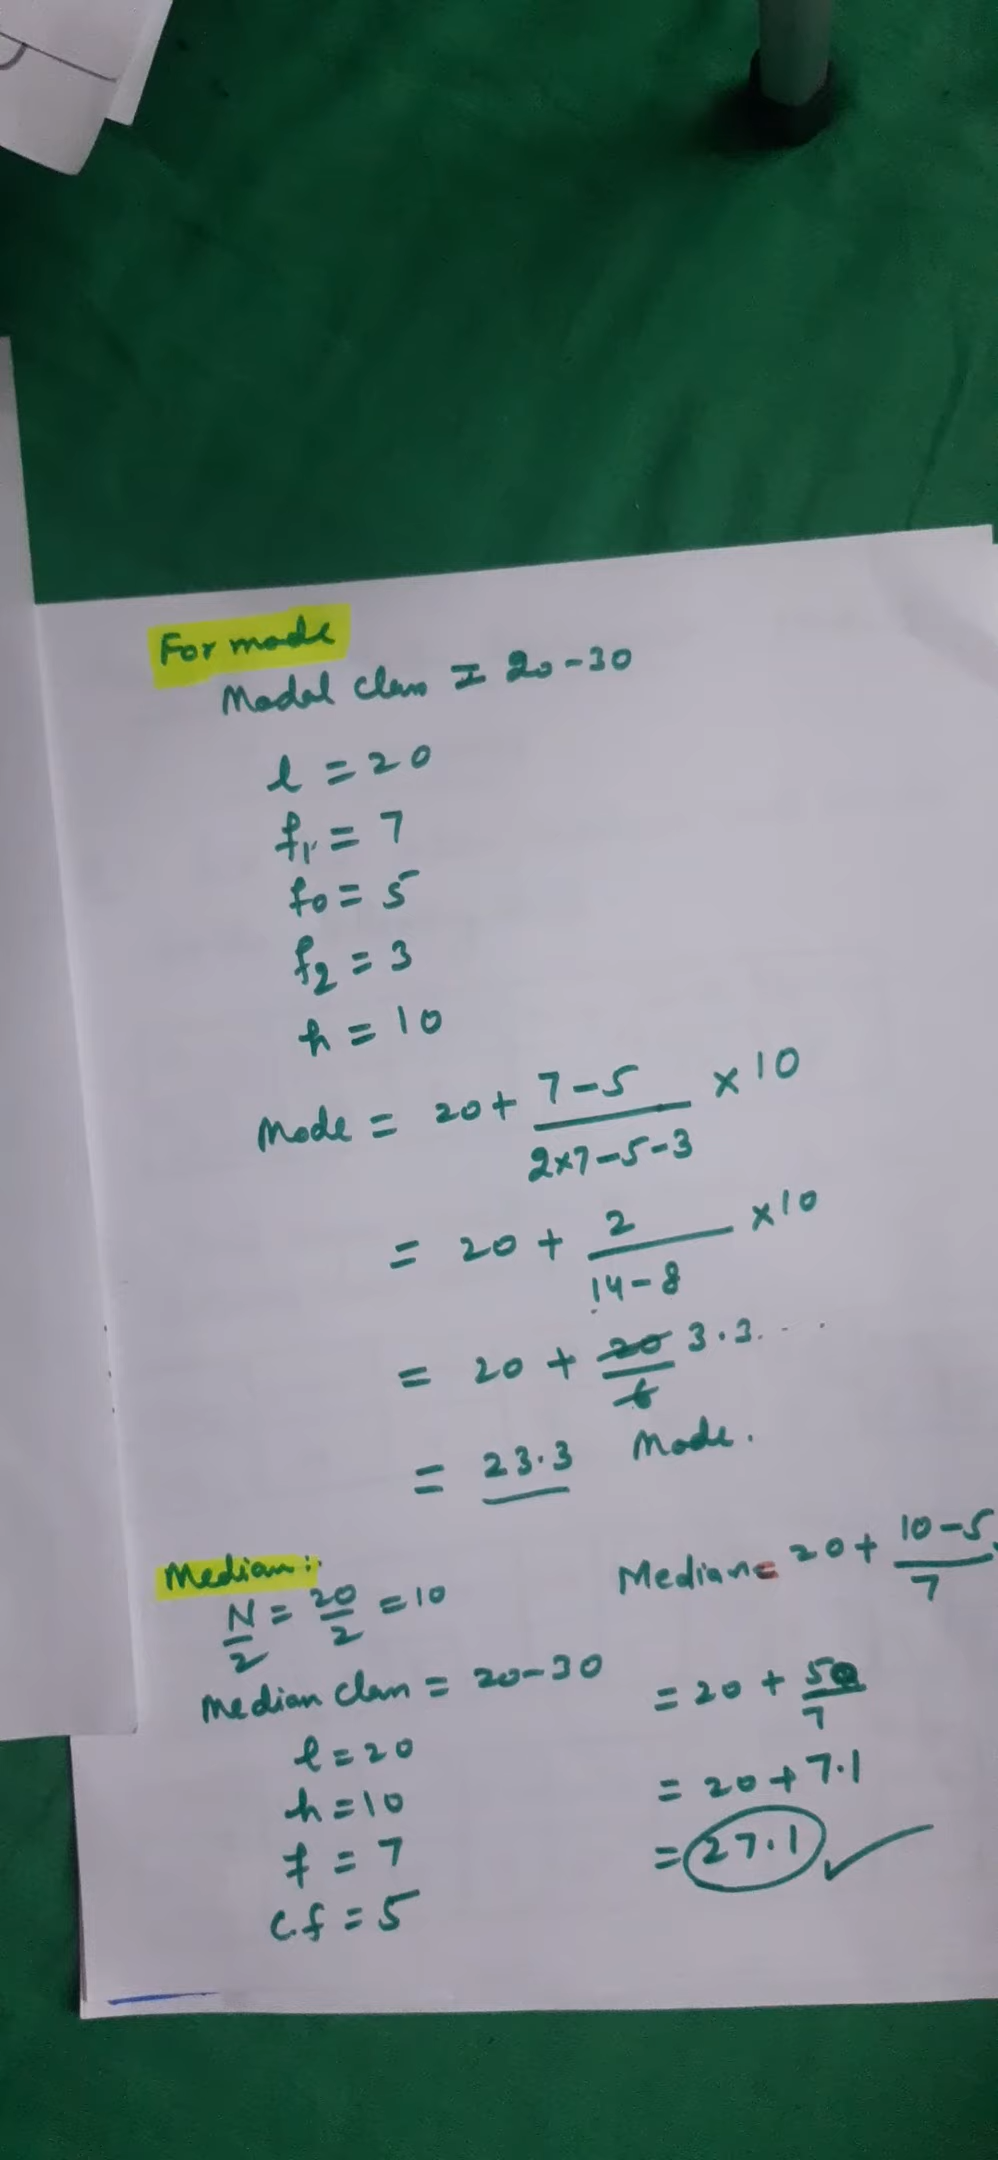 For mode
Modal class = 20-30
l = 20
f1 = 7
f0 = 5
f2 = 3
h = 10
Mode = 20 + 7-5 / 2×7-5-3 × 10
= 20 + 2 / 14-8 × 10
= 20 + 20 / 6 3.3....
= 23.3 Mode.
Median:
N / 2 = 20 / 2 = 10
Median class = 20-30
l = 20
h = 10
f = 7
c.f = 5
Median = 20 + 10-5 / 7
= 20 + 50 / 7
= 20 + 7.1
= 27.1 ✓